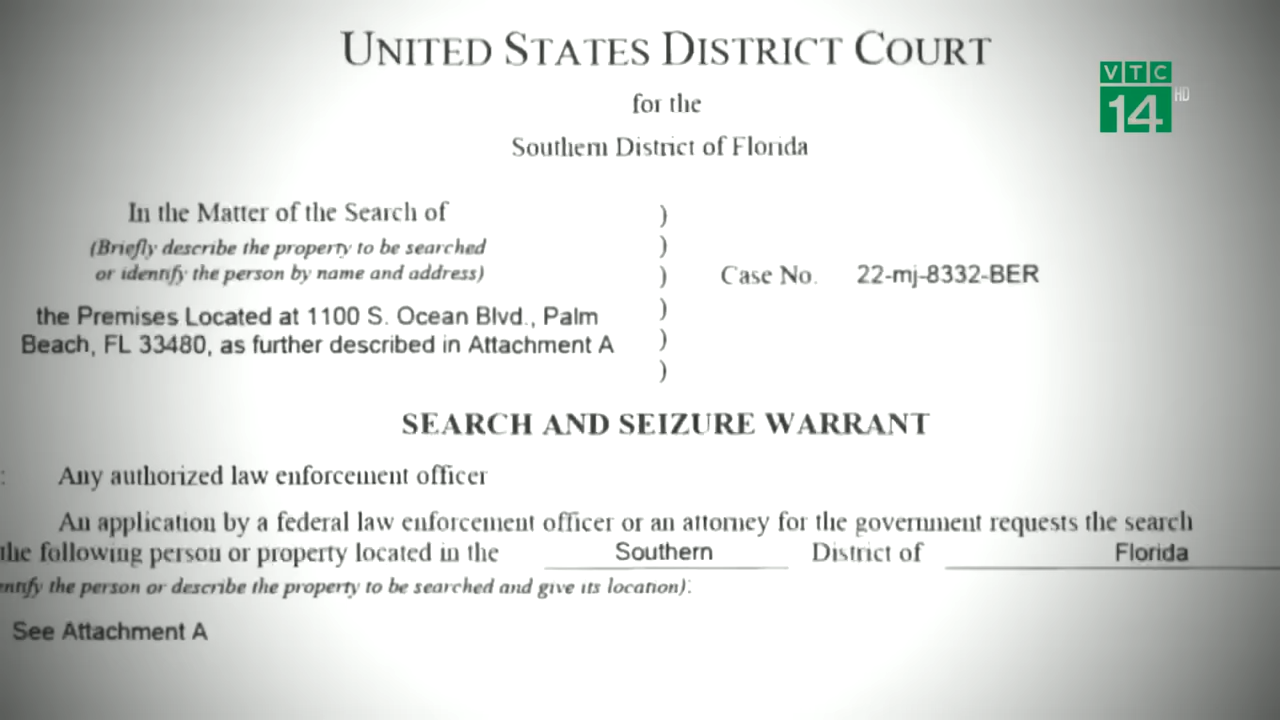 UNITED STATES DISTRICT COURT
VTC
14 HD
for the
Southern District of Florida
In the Matter of the Search of )
(Briefly describe the property to be searched )
or identify the person by name and address) ) Case No. 22-mj-8332-BER
the Premises Located at 1100 S. Ocean Blvd., Palm )
Beach, FL 33480, as further described in Attachment A )
)
SEARCH AND SEIZURE WARRANT
: Any authorized law enforcement officer
An application by a federal law enforcement officer or an attorney for the government requests the search
the following person or property located in the Southern District of Florida
entify the person or describe the property to be searched and give its location):
See Attachment A